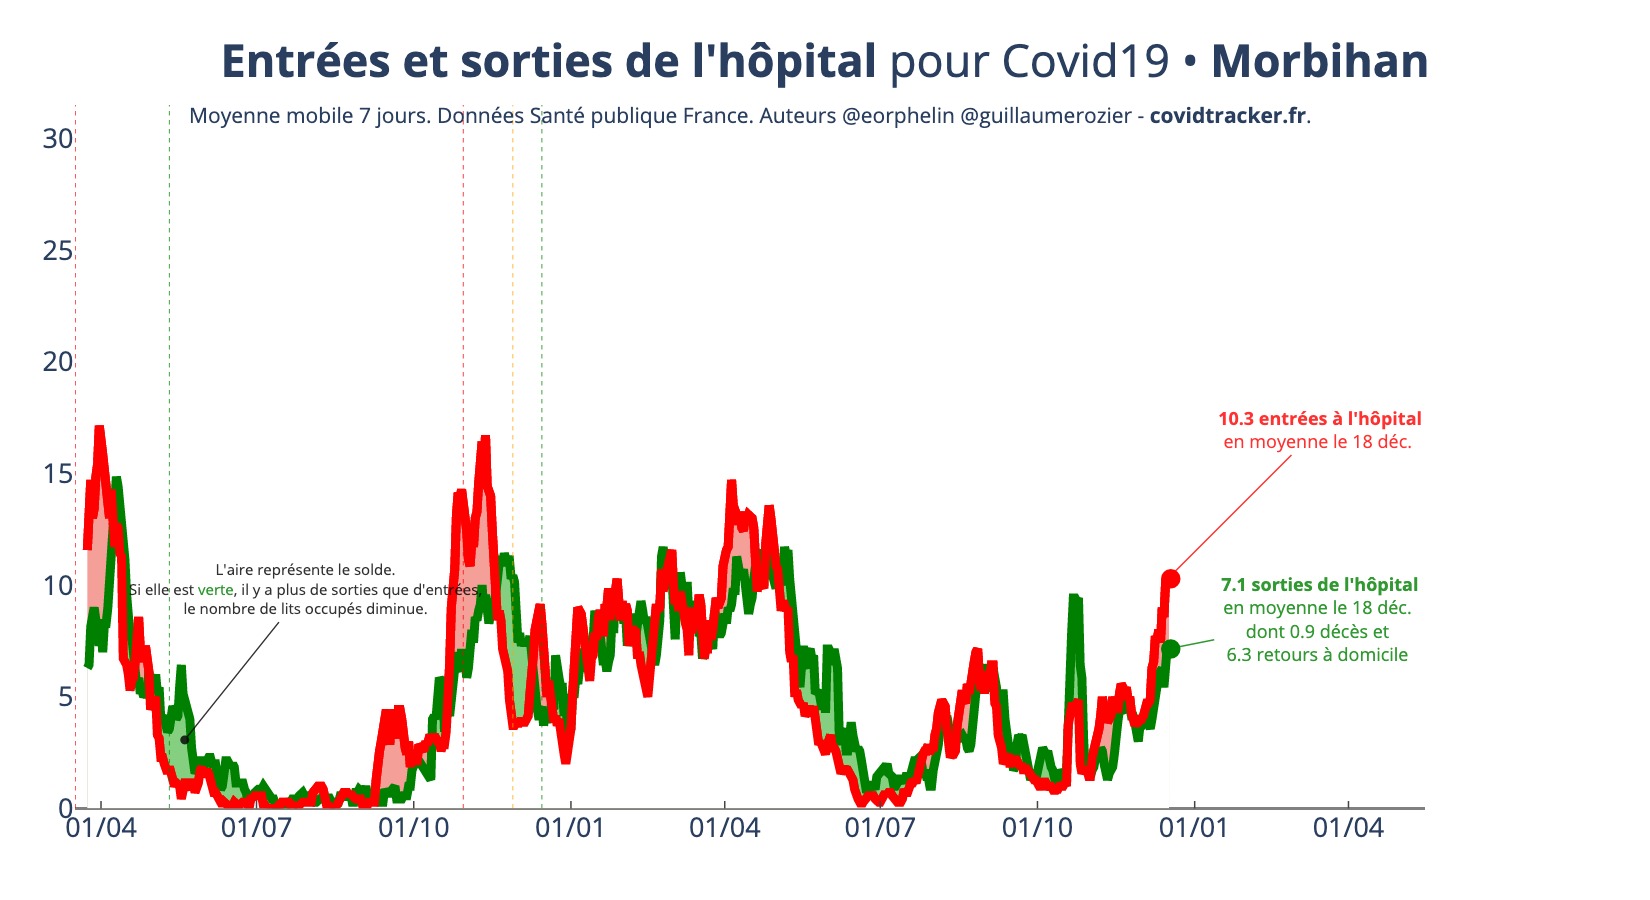 Entrées et sorties de l'hôpital pour Covid19 • Morbihan
Moyenne mobile 7 jours. Données Santé publique France. Auteurs @eorphelin @guillaumerozier - covidtracker.fr.
30
25
20
15
10
5
0
L'aire représente le solde.
Si elle est verte, il y a plus de sorties que d'entrées,
le nombre de lits occupés diminue.
10.3 entrées à l'hôpital
en moyenne le 18 déc.
7.1 sorties de l'hôpital
en moyenne le 18 déc.
dont 0.9 décès et
6.3 retours à domicile
01/04 01/07 01/10 01/01 01/04 01/07 01/10 01/01 01/04